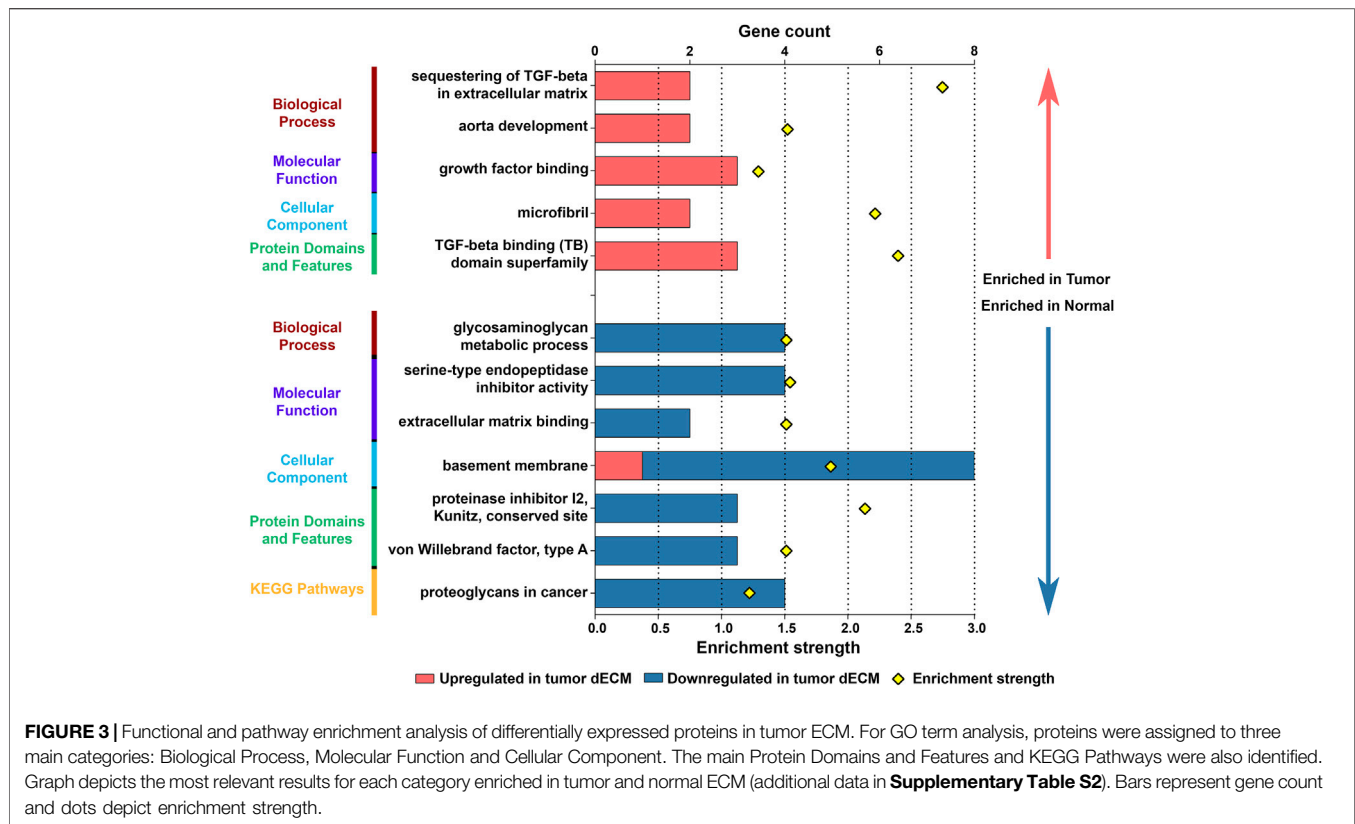 Gene count
0 2 4 6 8
Biological
Process
sequestering of TGF-beta
in extracellular matrix
aorta development
Molecular
Function
growth factor binding
Cellular
Component
microfibril
Protein Domains
and Features
TGF-beta binding (TB)
domain superfamily
Enriched in Tumor
Enriched in Normal
Biological
Process
glycosaminoglycan
metabolic process
Molecular
Function
serine-type endopeptidase
inhibitor activity
extracellular matrix binding
Cellular
Component
basement membrane
Protein Domains
and Features
proteinase inhibitor I2,
Kunitz, conserved site
von Willebrand factor, type A
KEGG Pathways
proteoglycans in cancer
0.0 0.5 1.0 1.5 2.0 2.5 3.0
Enrichment strength
Upregulated in tumor dECM Downregulated in tumor dECM Enrichment strength
FIGURE 3 | Functional and pathway enrichment analysis of differentially expressed proteins in tumor ECM. For GO term analysis, proteins were assigned to three
main categories: Biological Process, Molecular Function and Cellular Component. The main Protein Domains and Features and KEGG Pathways were also identified.
Graph depicts the most relevant results for each category enriched in tumor and normal ECM (additional data in Supplementary Table S2). Bars represent gene count
and dots depict enrichment strength.